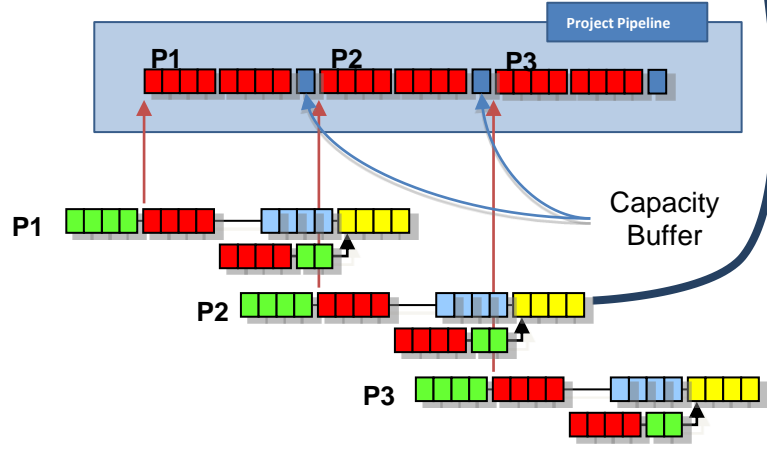 Project Pipeline
P1 P2 P3
P1
Capacity
Buffer
P2
P3